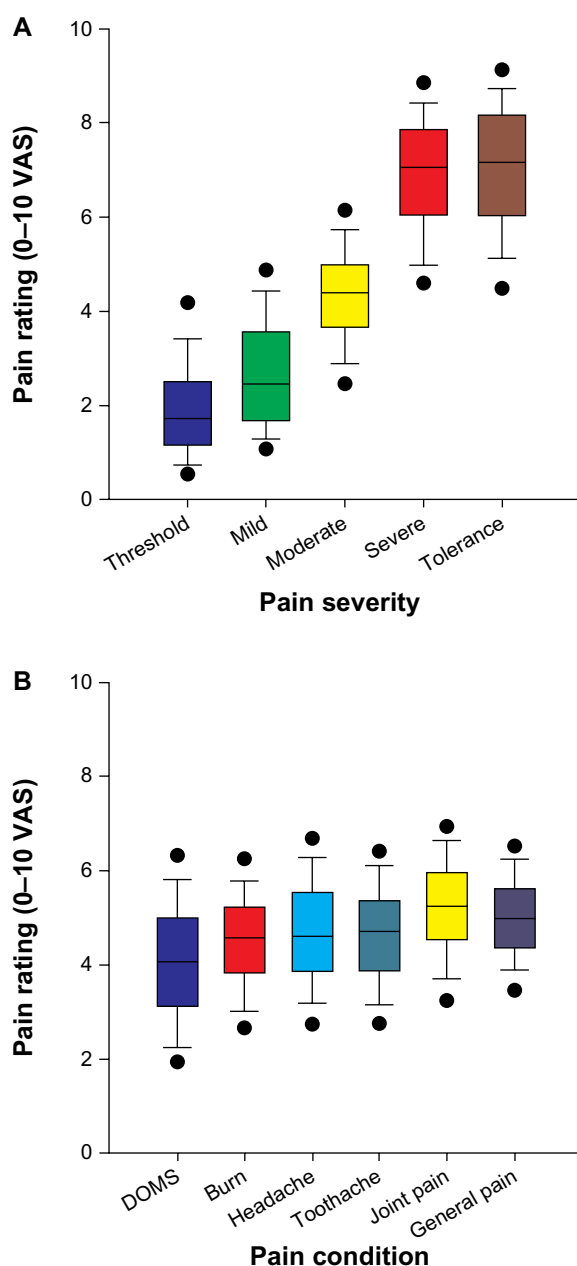 A
Pain rating (0–10 VAS)
10
8
6
4
2
0
Threshold
Mild
Moderate
Severe
Tolerance
Pain severity
B
Pain rating (0–10 VAS)
10
8
6
4
2
0
DOMS
Burn
Headache
Toothache
Joint pain
General pain
Pain condition